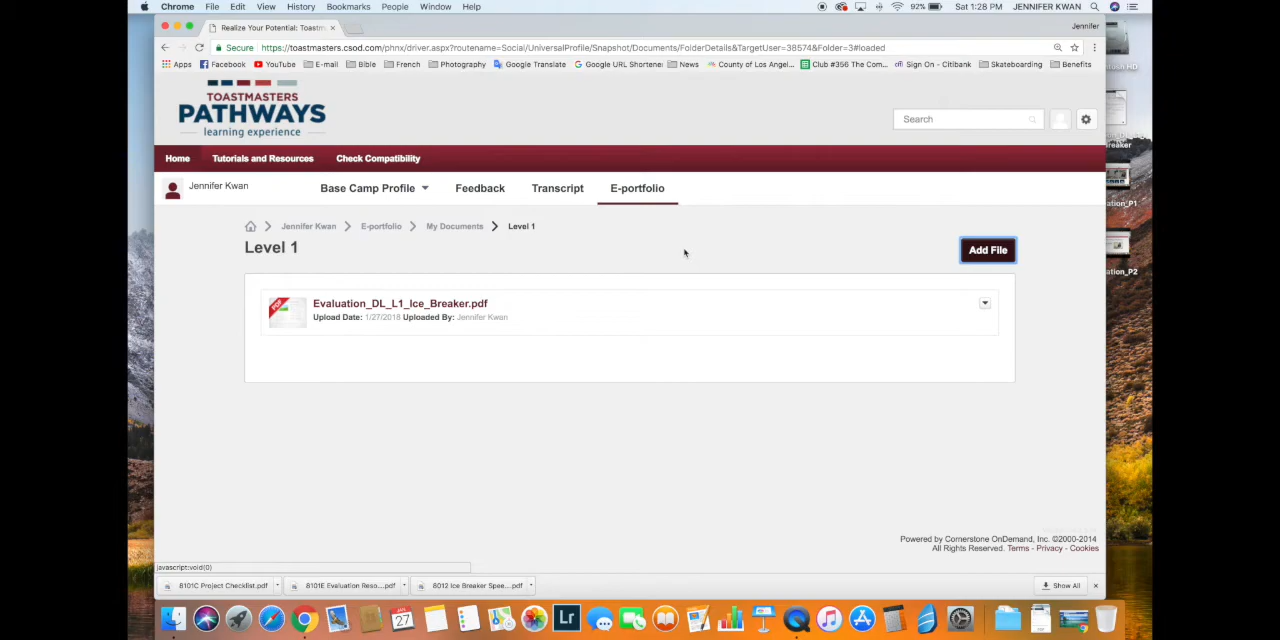 Chrome File Edit View History Bookmarks People Window Help 92% Sat 1:28 PM JENNIFER KWAN
Realize Your Potential: Toastm Jennifer
Secure https://toastmasters.csod.com/phnx/driver.aspx?routename=Social/UniversalProfile/Snapshot/Documents/FolderDetails&TargetUser=38574&Folder=3#loaded
Apps Facebook YouTube E-mail Bible French Photography Google Translate Google URL Shortene News County of Los Angel... Club #356 The Com... Sign On - Citibank Skateboarding Benefits
TOASTMASTERS
PATHWAYS
learning experience
Search
Home Tutorials and Resources Check Compatibility
Jennifer Kwan Base Camp Profile Feedback Transcript E-portfolio
Jennifer Kwan E-portfolio My Documents Level 1
Level 1
Add File
Evaluation_DL_L1_Ice_Breaker.pdf
Upload Date: 1/27/2018 Uploaded By: Jennifer Kwan
PDF
Powered by Cornerstone OnDemand, Inc. ©2000-2014
All Rights Reserved. Terms - Privacy - Cookies
javascript:void(0)
8101C Project Checklist.pdf 8101E Evaluation Reso....pdf 8012 Ice Breaker Spee....pdf Show All
JAN
27
Lr
ation_P1
ation_P2